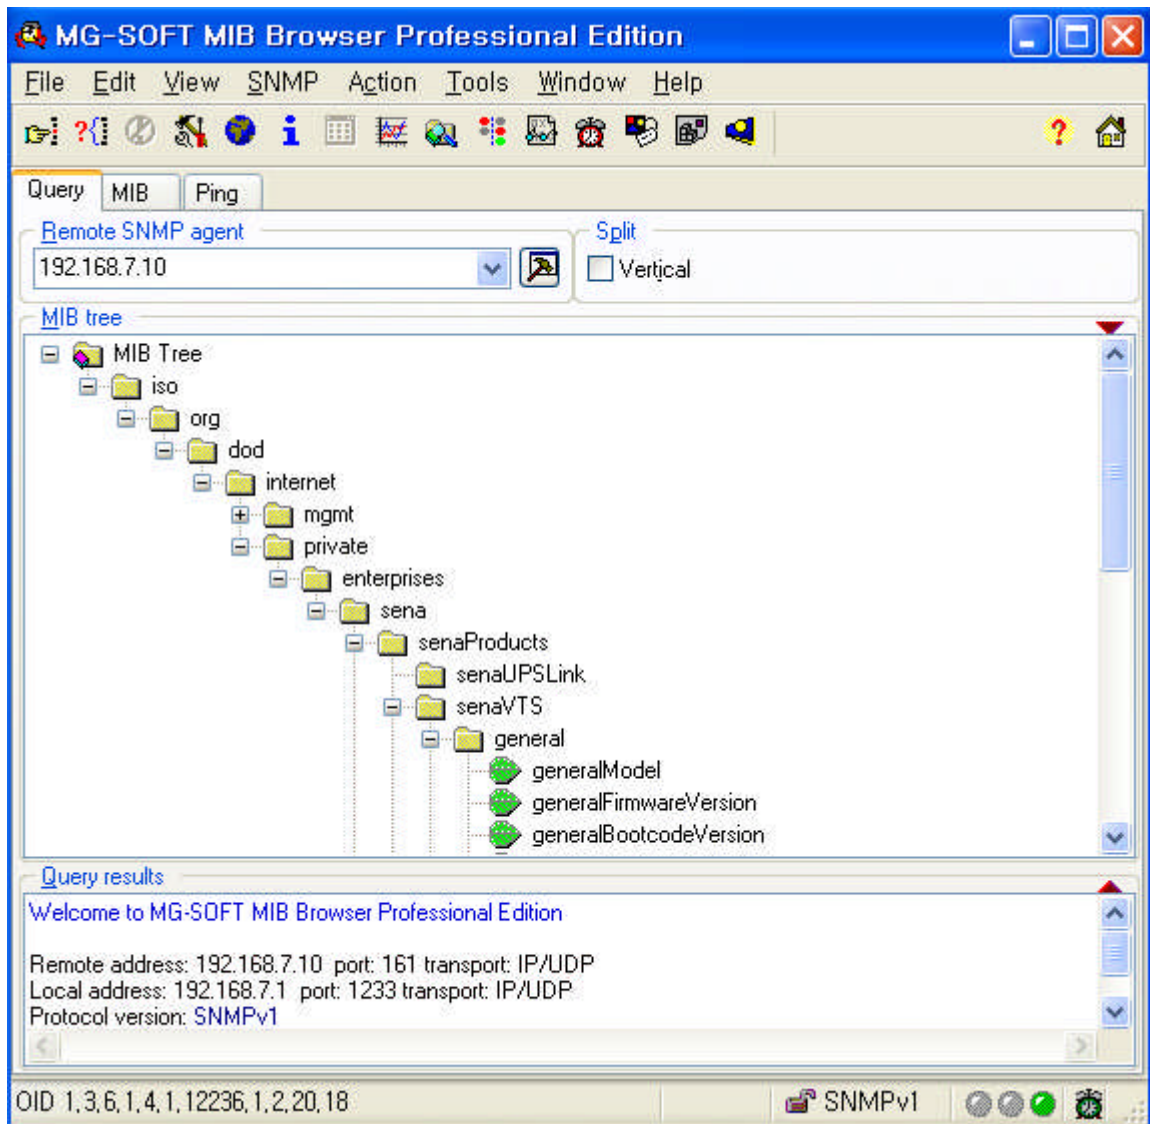 MG-SOFT MIB Browser Professional Edition
File Edit View SNMP Action Tools Window Help
Query MIB Ping
Remote SNMP agent Split
192.168.7.10 Vertical
MIB tree
MIB Tree
iso
org
dod
internet
mgmt
private
enterprises
sena
senaProducts
senaUPSLink
senaVTS
general
generalModel
generalFirmwareVersion
generalBootcodeVersion
Query results
Welcome to MG-SOFT MIB Browser Professional Edition
Remote address: 192.168.7.10 port: 161 transport: IP/UDP
Local address: 192.168.7.1 port: 1233 transport: IP/UDP
Protocol version: SNMPv1
OID 1,3,6,1,4,1,12236,1,2,20,18 SNMPv1